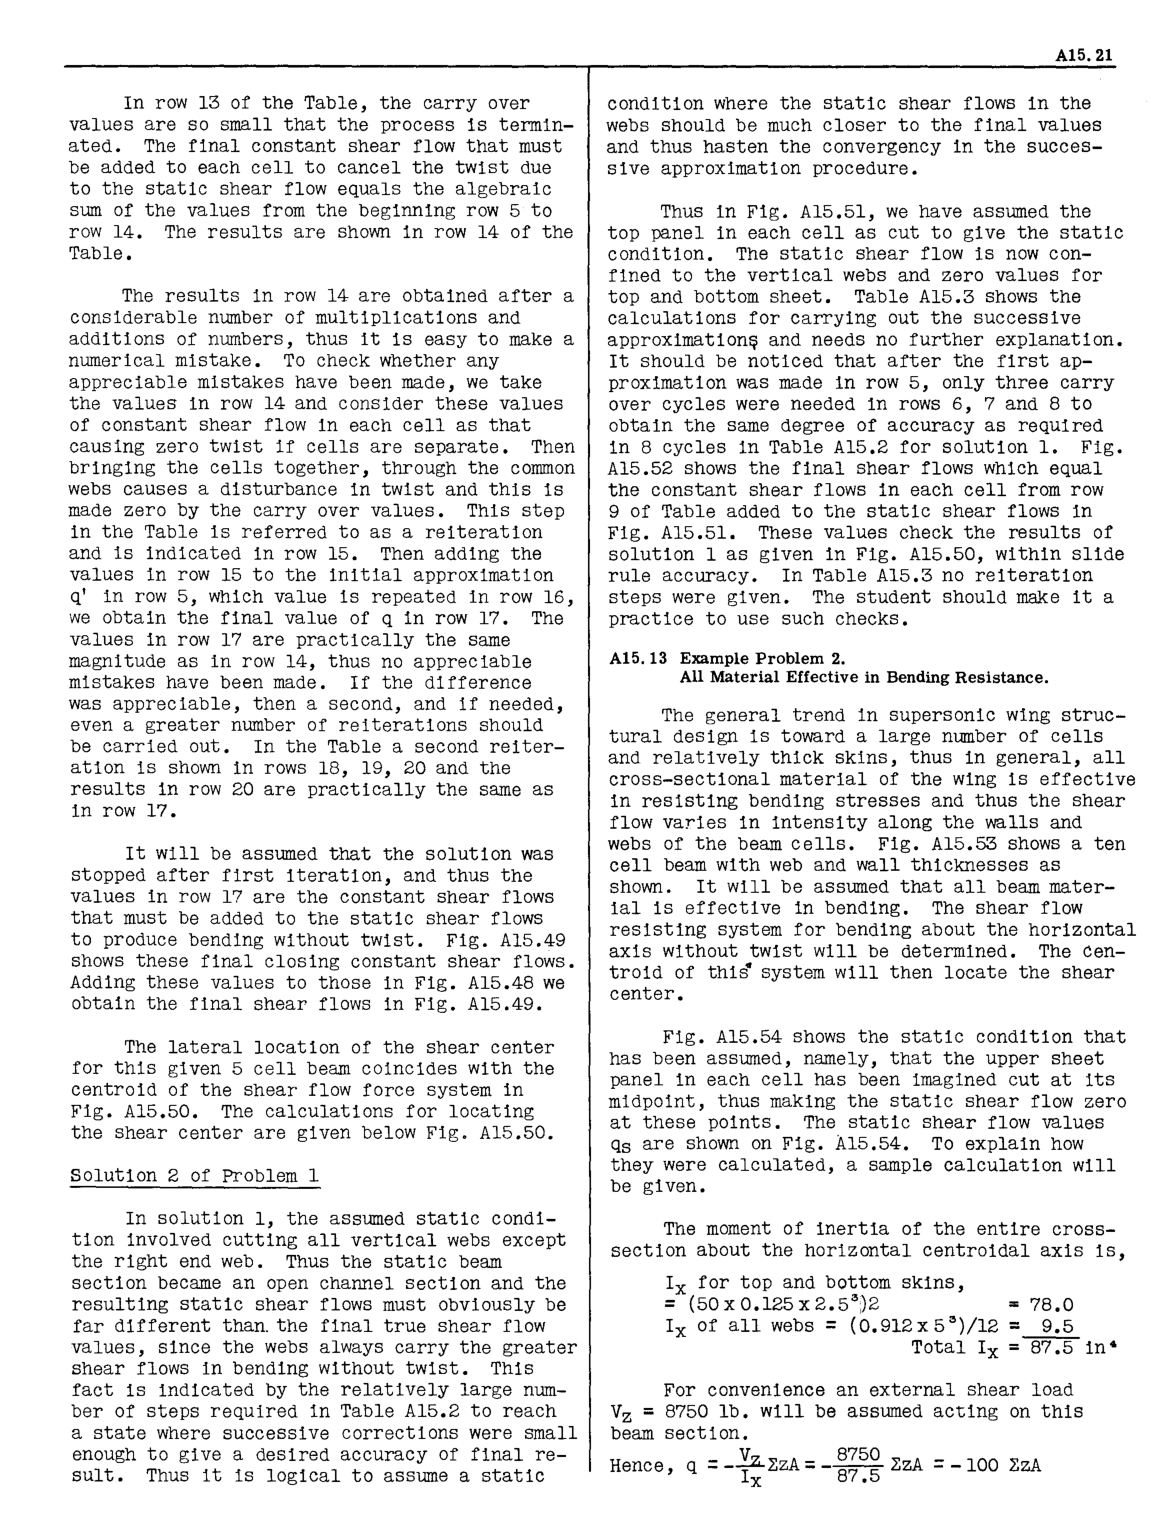 A15.21
In row 13 of the Table, the carry over
values are so small that the process is termin-
ated. The final constant shear flow that must
be added to each cell to cancel the twist due
to the static shear flow equals the algebraic
sum of the values from the beginning row 5 to
row 14. The results are shown in row 14 of the
Table.
The results in row 14 are obtained after a
considerable number of multiplications and
additions of numbers, thus it is easy to make a
numerical mistake. To check whether any
appreciable mistakes have been made, we take
the values in row 14 and consider these values
of constant shear flow in each cell as that
causing zero twist if cells are separate. Then
bringing the cells together, through the common
webs causes a disturbance in twist and this is
made zero by the carry over values. This step
in the Table is referred to as a reiteration
and is indicated in row 15. Then adding the
values in row 15 to the initial approximation
q' in row 5, which value is repeated in row 16,
we obtain the final value of q in row 17. The
values in row 17 are practically the same
magnitude as in row 14, thus no appreciable
mistakes have been made. If the difference
was appreciable, then a second, and if needed,
even a greater number of reiterations should
be carried out. In the Table a second reiter-
ation is shown in rows 18, 19, 20 and the
results in row 20 are practically the same as
in row 17.
It will be assumed that the solution was
stopped after first iteration, and thus the
values in row 17 are the constant shear flows
that must be added to the static shear flows
to produce bending without twist. Fig. A15.49
shows these final closing constant shear flows.
Adding these values to those in Fig. A15.48 we
obtain the final shear flows in Fig. A15.49.
The lateral location of the shear center
for this given 5 cell beam coincides with the
centroid of the shear flow force system in
Fig. A15.50. The calculations for locating
the shear center are given below Fig. A15.50.
Solution 2 of Problem 1
In solution 1, the assumed static condi-
tion involved cutting all vertical webs except
the right end web. Thus the static beam
section became an open channel section and the
resulting static shear flows must obviously be
far different than the final true shear flow
values, since the webs always carry the greater
shear flows in bending without twist. This
fact is indicated by the relatively large num-
ber of steps required in Table A15.2 to reach
a state where successive corrections were small
enough to give a desired accuracy of final re-
sult. Thus it is logical to assume a static
condition where the static shear flows in the
webs should be much closer to the final values
and thus hasten the convergency in the succes-
sive approximation procedure.
Thus in Fig. A15.51, we have assumed the
top panel in each cell as cut to give the static
condition. The static shear flow is now con-
fined to the vertical webs and zero values for
top and bottom sheet. Table A15.3 shows the
calculations for carrying out the successive
approximations and needs no further explanation.
It should be noticed that after the first ap-
proximation was made in row 5, only three carry
over cycles were needed in rows 6, 7 and 8 to
obtain the same degree of accuracy as required
in 8 cycles in Table A15.2 for solution 1. Fig.
A15.52 shows the final shear flows which equal
the constant shear flows in each cell from row
9 of Table added to the static shear flows in
Fig. A15.51. These values check the results of
solution 1 as given in Fig. A15.50, within slide
rule accuracy. In Table A15.3 no reiteration
steps were given. The student should make it a
practice to use such checks.
A15.13 Example Problem 2.
All Material Effective in Bending Resistance.
The general trend in supersonic wing struc-
tural design is toward a large number of cells
and relatively thick skins, thus in general, all
cross-sectional material of the wing is effective
in resisting bending stresses and thus the shear
flow varies in intensity along the walls and
webs of the beam cells. Fig. A15.53 shows a ten
cell beam with web and wall thicknesses as
shown. It will be assumed that all beam mater-
ial is effective in bending. The shear flow
resisting system for bending about the horizontal
axis without twist will be determined. The cen-
troid of this system will then locate the shear
center.
Fig. A15.54 shows the static condition that
has been assumed, namely, that the upper sheet
panel in each cell has been imagined cut at its
midpoint, thus making the static shear flow zero
at these points. The static shear flow values
qs are shown on Fig. A15.54. To explain how
they were calculated, a sample calculation will
be given.
The moment of inertia of the entire cross-
section about the horizontal centroidal axis is,
Ix for top and bottom skins,
= (50 x 0.125 x 2.5³)2 = 78.0
Ix of all webs = (0.912 x 5³)/12 = 9.5
Total Ix = 87.5 in⁴
For convenience an external shear load
Vz = 8750 lb. will be assumed acting on this
beam section.
Hence, q = - Vz/Ix ΣzA = - 8750/87.5 ΣzA = - 100 ΣzA